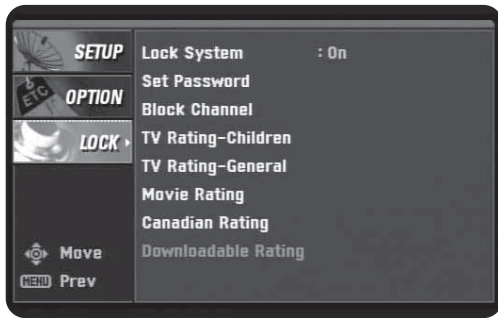 SETUP
ETC OPTION
LOCK
Lock System : On
Set Password
Block Channel
TV Rating-Children
TV Rating-General
Movie Rating
Canadian Rating
Downloadable Rating
Move
MENU Prev